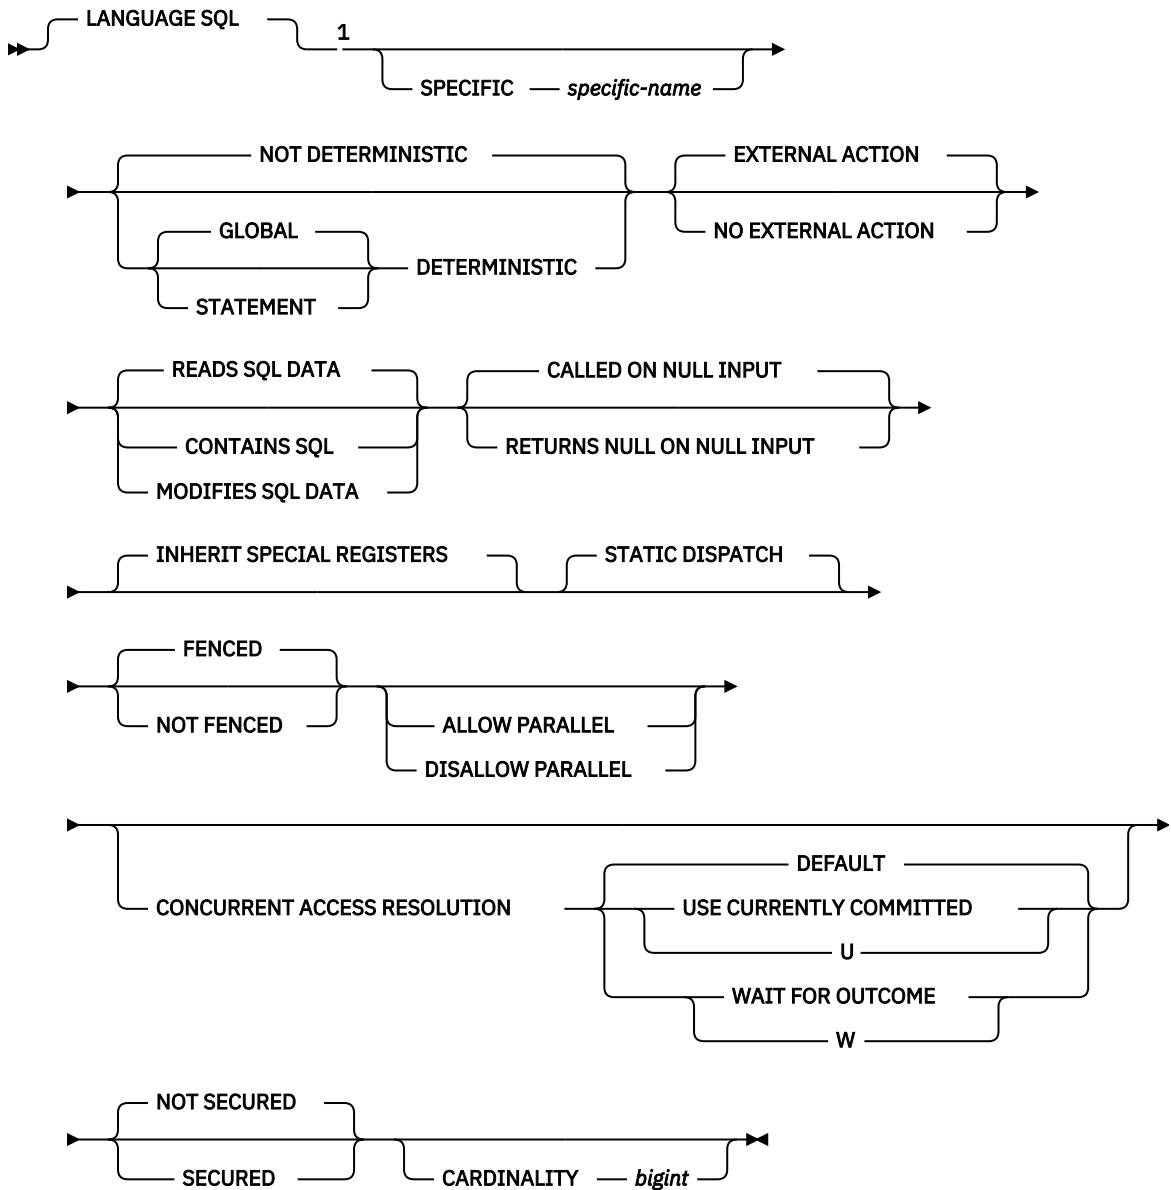 LANGUAGE SQL
1
SPECIFIC specific-name
NOT DETERMINISTIC EXTERNAL ACTION
GLOBAL NO EXTERNAL ACTION
DETERMINISTIC
STATEMENT
READS SQL DATA CALLED ON NULL INPUT
CONTAINS SQL RETURNS NULL ON NULL INPUT
MODIFIES SQL DATA
INHERIT SPECIAL REGISTERS STATIC DISPATCH
FENCED
NOT FENCED ALLOW PARALLEL
DISALLOW PARALLEL
DEFAULT
CONCURRENT ACCESS RESOLUTION USE CURRENTLY COMMITTED
U
WAIT FOR OUTCOME
W
NOT SECURED
SECURED CARDINALITY bigint